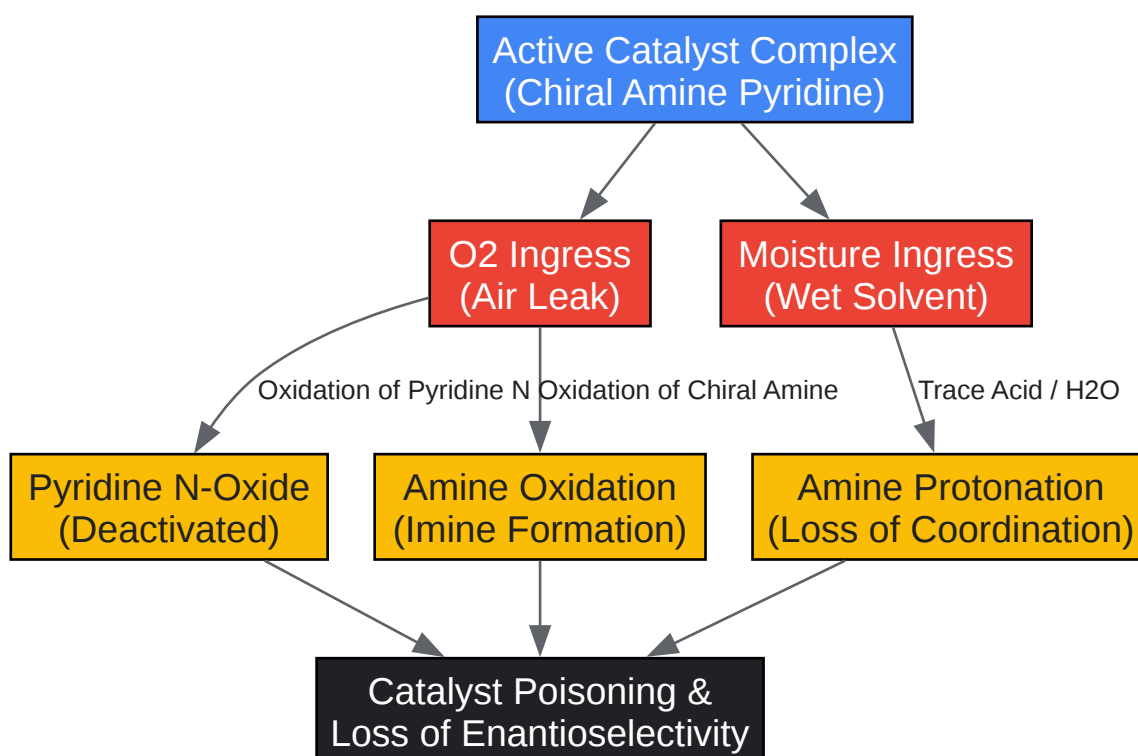 Active Catalyst Complex
(Chiral Amine Pyridine)
O2 Ingress
(Air Leak)
Moisture Ingress
(Wet Solvent)
Oxidation of Pyridine N
Oxidation of Chiral Amine
Trace Acid / H2O
Pyridine N-Oxide
(Deactivated)
Amine Oxidation
(Imine Formation)
Amine Protonation
(Loss of Coordination)
Catalyst Poisoning &
Loss of Enantioselectivity